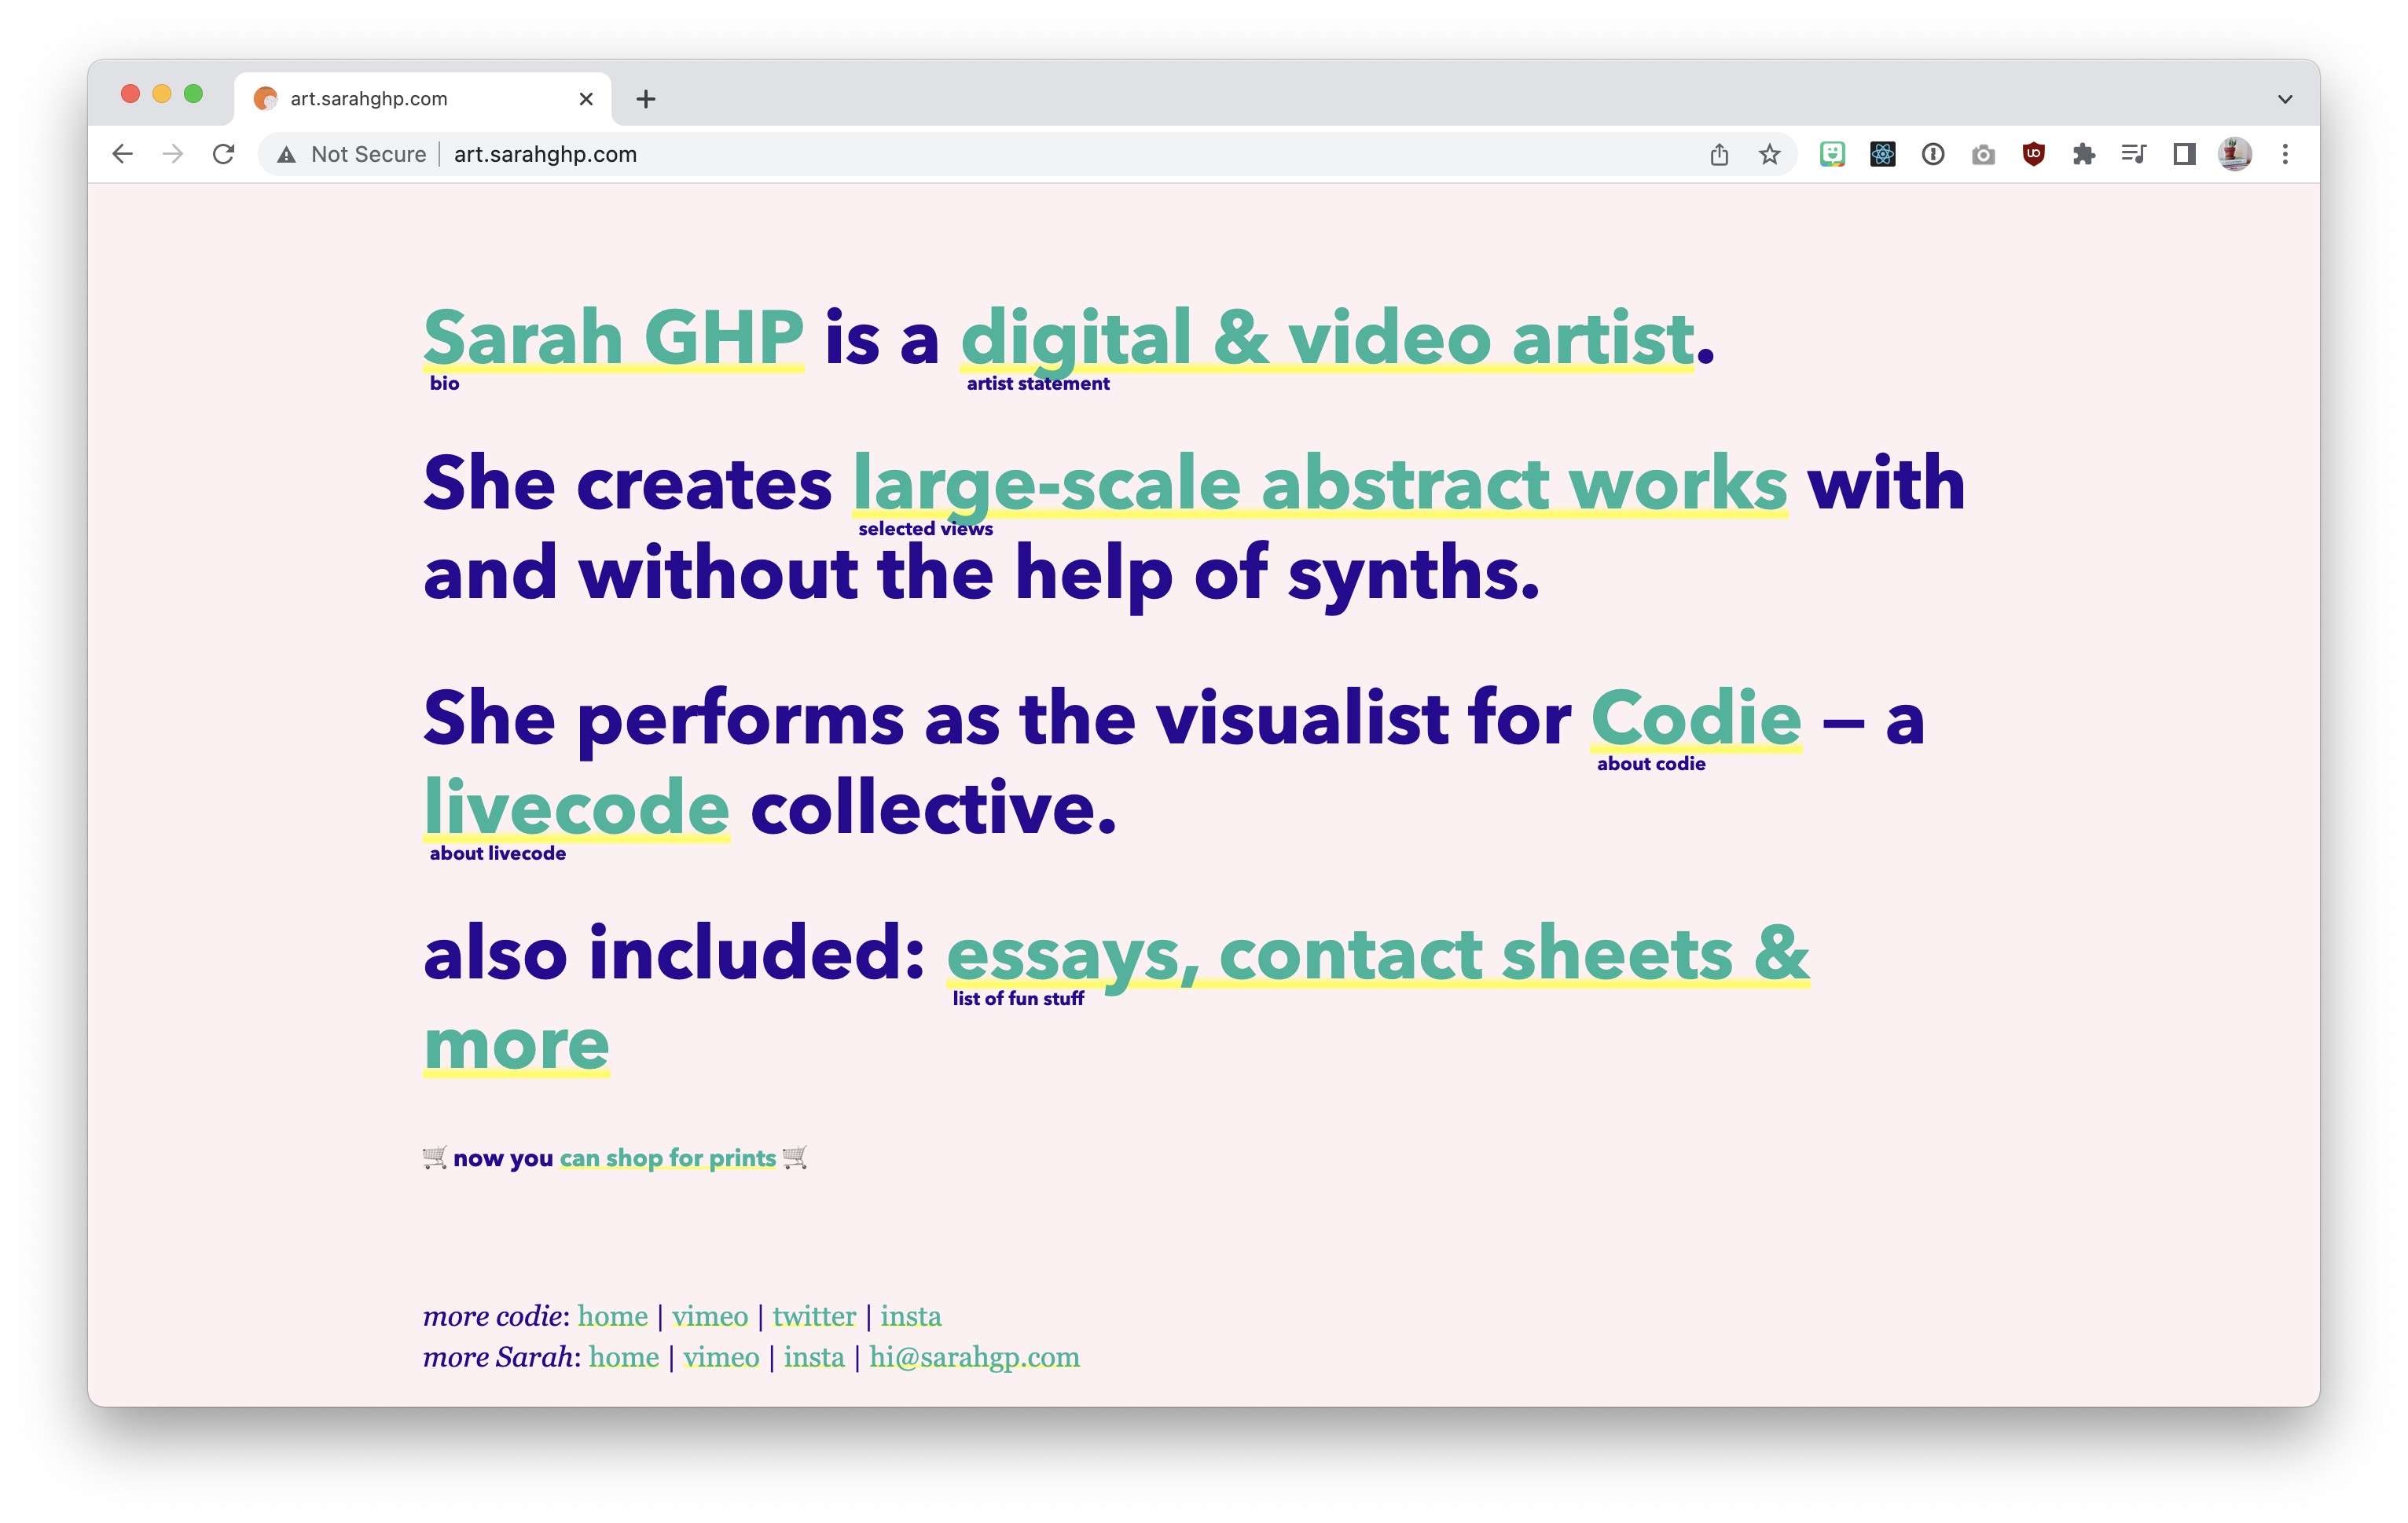 art.sarahghp.com
Not Secure | art.sarahghp.com
Sarah GHP is a digital & video artist.
bio artist statement
She creates large-scale abstract works with
selected views
and without the help of synths.
She performs as the visualist for Codie – a
about codie
livecode collective.
about livecode
also included: essays, contact sheets &
list of fun stuff
more
🛒 now you can shop for prints 🛒
more codie: home | vimeo | twitter | insta
more Sarah: home | vimeo | insta | hi@sarahgp.com